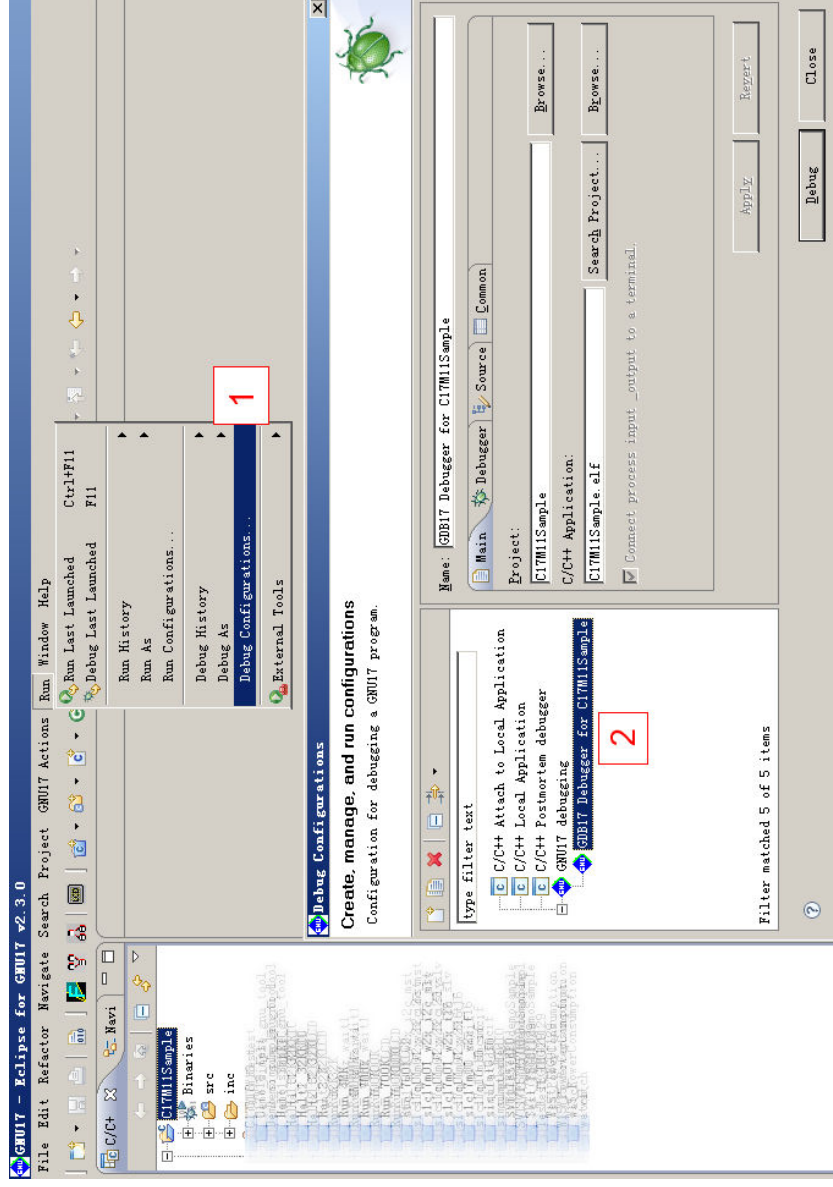 GNU17 - Eclipse for GNU17 v2.3.0
File Edit Refactor Navigate Search Project GNU17 Actions Run Window Help
Run Last Launched Ctrl+F11
Debug Last Launched F11
Run History
Run As
Run Configurations...
Debug History
Debug As
Debug Configurations...
External Tools
1
C/C+ Navi
C17M11Sample
Binaries
src
inc
Debug Configurations
Create, manage, and run configurations
Configuration for debugging a GNU17 program.
type filter text
C/C++ Attach to Local Application
C/C++ Local Application
C/C++ Postmortem debugger
GNU17 debugging
GDB17 Debugger for C17M11Sample
2
Filter matched 5 of 5 items
Name: GDB17 Debugger for C17M11Sample
Main Debugger Source Common
Project:
C17M11Sample Browse...
C/C++ Application:
C17M11Sample.elf Search Project... Browse...
Connect process input _output to a terminal.
Apply Revert
Debug Close